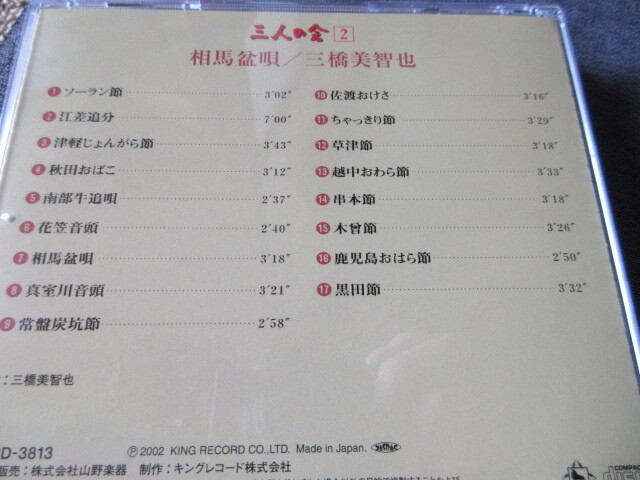 三人の会 2
相馬盆唄／三橋美智也
1 ソーラン節 3′02″
2 江差追分 7′00″
3 津軽じょんがら節 3′43″
4 秋田おばこ 3′12″
5 南部牛追唄 2′37″
6 花笠音頭 2′40″
7 相馬盆唄 3′18″
8 真室川音頭 3′21″
9 常盤炭坑節 2′58″
10 佐渡おけさ 3′16″
11 ちゃっきり節 3′29″
12 草津節 3′18″
13 越中おわら節 3′33″
14 串本節 3′18″
15 木曾節 3′26″
16 鹿児島おはら節 2′50″
17 黒田節 3′32″
：三橋美智也
D-3813
Ⓟ2002 KING RECORD CO.,LTD. Made in Japan.
販売：株式会社山野楽器 制作：キングレコード株式会社
COMPACT